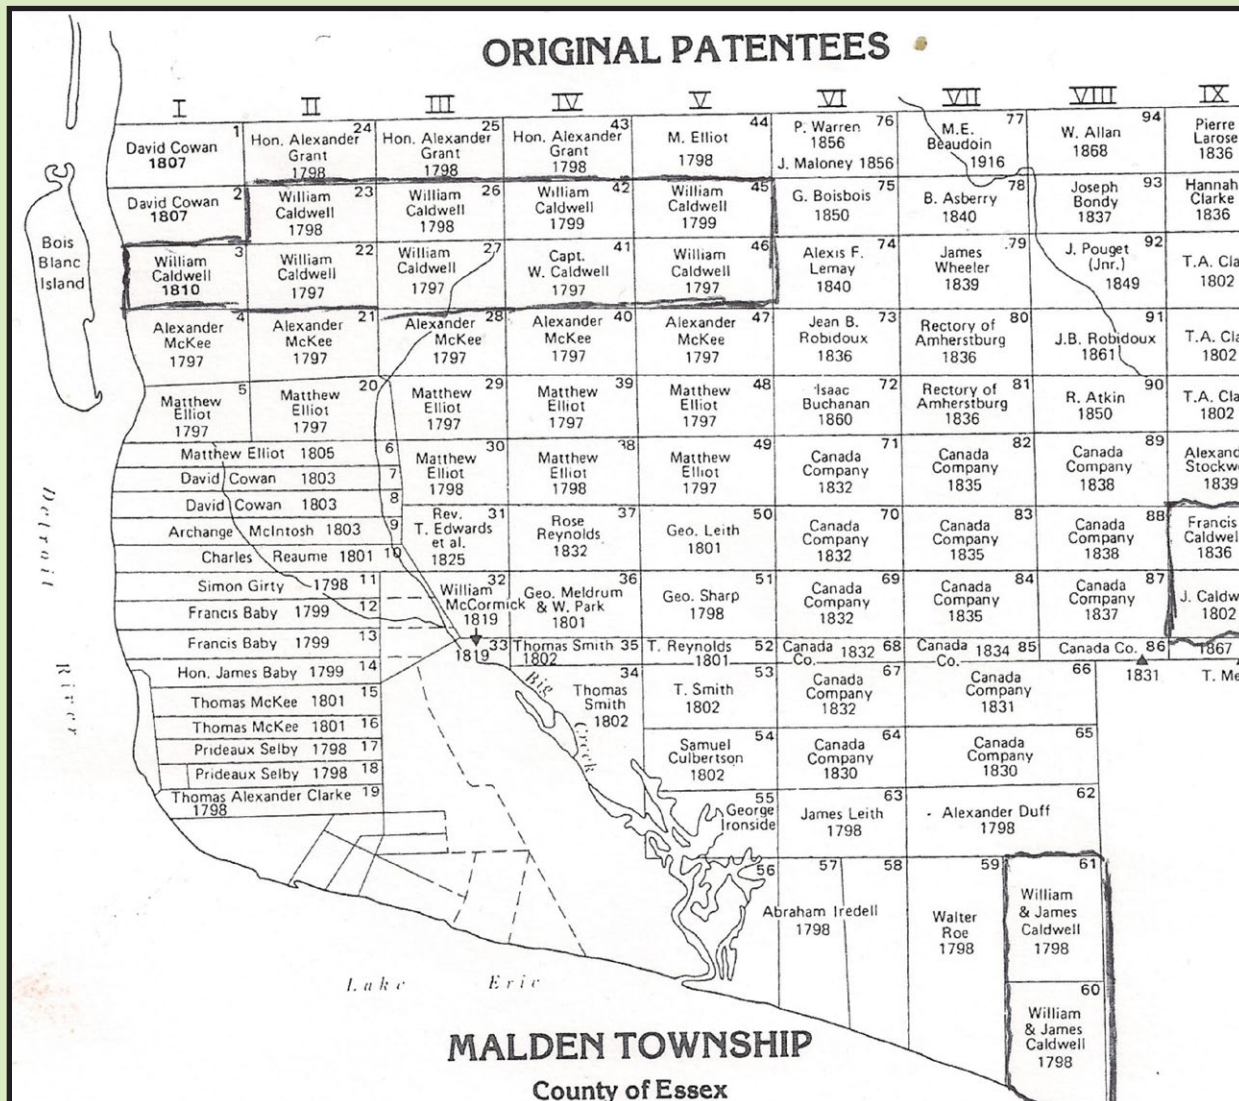 ORIGINAL PATENTEES
I II III IV V VI VII VIII IX
1
David Cowan
1807
24
Hon. Alexander
Grant
1798
25
Hon. Alexander
Grant
1798
43
Hon. Alexander
Grant
1798
44
M. Elliot
1798
P. Warren 76
1856
J. Maloney 1856
77
M.E.
Beaudoin
1916
94
W. Allan
1868
Pierre
Larose
1836
2
David Cowan
1807
23
William
Caldwell
1798
26
William
Caldwell
1798
42
William
Caldwell
1799
45
William
Caldwell
1799
75
G. Boisbois
1850
78
B. Asberry
1840
93
Joseph
Bondy
1837
Hannah
Clarke
1836
3
William
Caldwell
1810
22
William
Caldwell
1797
27
William
Caldwell
1797
41
Capt.
W. Caldwell
1797
46
William
Caldwell
1797
74
Alexis F.
Lemay
1840
79
James
Wheeler
1839
92
J. Pouget
(Jnr.)
1849
T.A. Cla
1802
4
Alexander
McKee
1797
21
Alexander
McKee
1797
28
Alexander
McKee
1797
40
Alexander
McKee
1797
47
Alexander
McKee
1797
73
Jean B.
Robidoux
1836
80
Rectory of
Amherstburg
1836
91
J.B. Robidoux
1861
T.A. Cla
1802
5
Matthew
Elliot
1797
20
Matthew
Elliot
1797
29
Matthew
Elliot
1797
39
Matthew
Elliot
1797
48
Matthew
Elliot
1797
72
Isaac
Buchanan
1860
81
Rectory of
Amherstburg
1836
90
R. Atkin
1850
T.A. Cla
1802
Matthew Elliot 1805 6
David Cowan 1803 7
David Cowan 1803 8
Archange McIntosh 1803 9
Charles Reaume 1801 10
Simon Girty 1798 11
Francis Baby 1799 12
Francis Baby 1799 13
Hon. James Baby 1799 14
Thomas McKee 1801 15
Thomas McKee 1801 16
Prideaux Selby 1798 17
Prideaux Selby 1798 18
Thomas Alexander Clarke 19
1798
30
Matthew
Elliot
1798
38
Matthew
Elliot
1798
49
Matthew
Elliot
1797
71
Canada
Company
1832
82
Canada
Company
1835
89
Canada
Company
1838
Alexand
Stockw
1839
31
Rev.
T. Edwards
et al.
1825
37
Rose
Reynolds
1832
50
Geo. Leith
1801
70
Canada
Company
1832
83
Canada
Company
1835
88
Canada
Company
1838
Francis
Caldwel
1836
32
William
McCormick
1819
36
Geo. Meldrum
& W. Park
1801
51
Geo. Sharp
1798
69
Canada
Company
1832
84
Canada
Company
1835
87
Canada
Company
1837
J. Caldw
1802
33
1819
Thomas Smith 35
1802
T. Reynolds 52
1801
Canada 1832 68
Co.
Canada 1834 85
Co.
Canada Co. 86
1831
1867
T. Me
34
Thomas
Smith
1802
53
T. Smith
1802
67
Canada
Company
1832
66
Canada
Company
1831
54
Samuel
Culbertson
1802
64
Canada
Company
1830
65
Canada
Company
1830
55
George
Ironside
63
James Leith
1798
62
Alexander Duff
1798
56 57 58
Abraham Iredell
1798
59
Walter
Roe
1798
61
William
& James
Caldwell
1798
60
William
& James
Caldwell
1798
Bois
Blanc
Island
Detroit River
Big Creek
Lake Erie
MALDEN TOWNSHIP
County of Essex